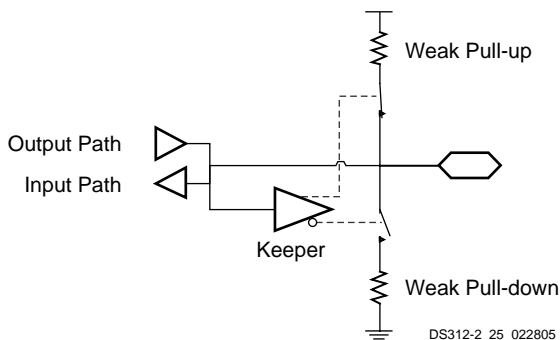 Weak Pull-up
Output Path
Input Path
Keeper
Weak Pull-down
DS312-2_25_022805